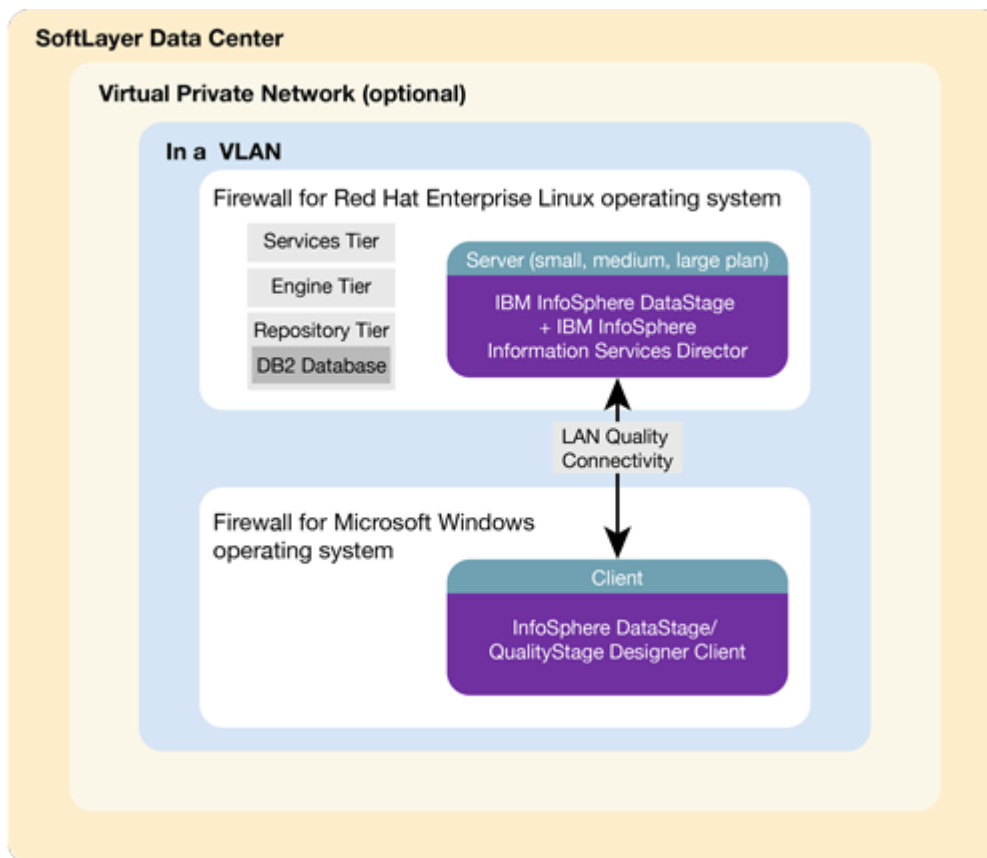 SoftLayer Data Center
Virtual Private Network (optional)
In a VLAN
Firewall for Red Hat Enterprise Linux operating system
Services Tier
Engine Tier
Repository Tier
DB2 Database
Server (small, medium, large plan)
IBM InfoSphere DataStage
+ IBM InfoSphere
Information Services Director
LAN Quality
Connectivity
Firewall for Microsoft Windows
operating system
Client
InfoSphere DataStage/
QualityStage Designer Client